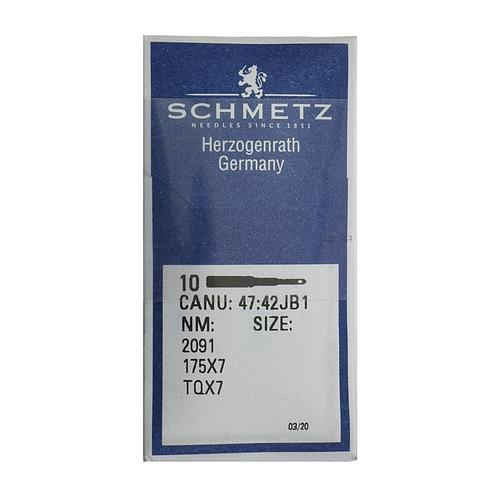 SCHMETZ
NEEDLES SINCE 1851
Herzogenrath
Germany
10
CANU: 47:42JB1
NM: SIZE:
2091
175X7
TQX7
03/20